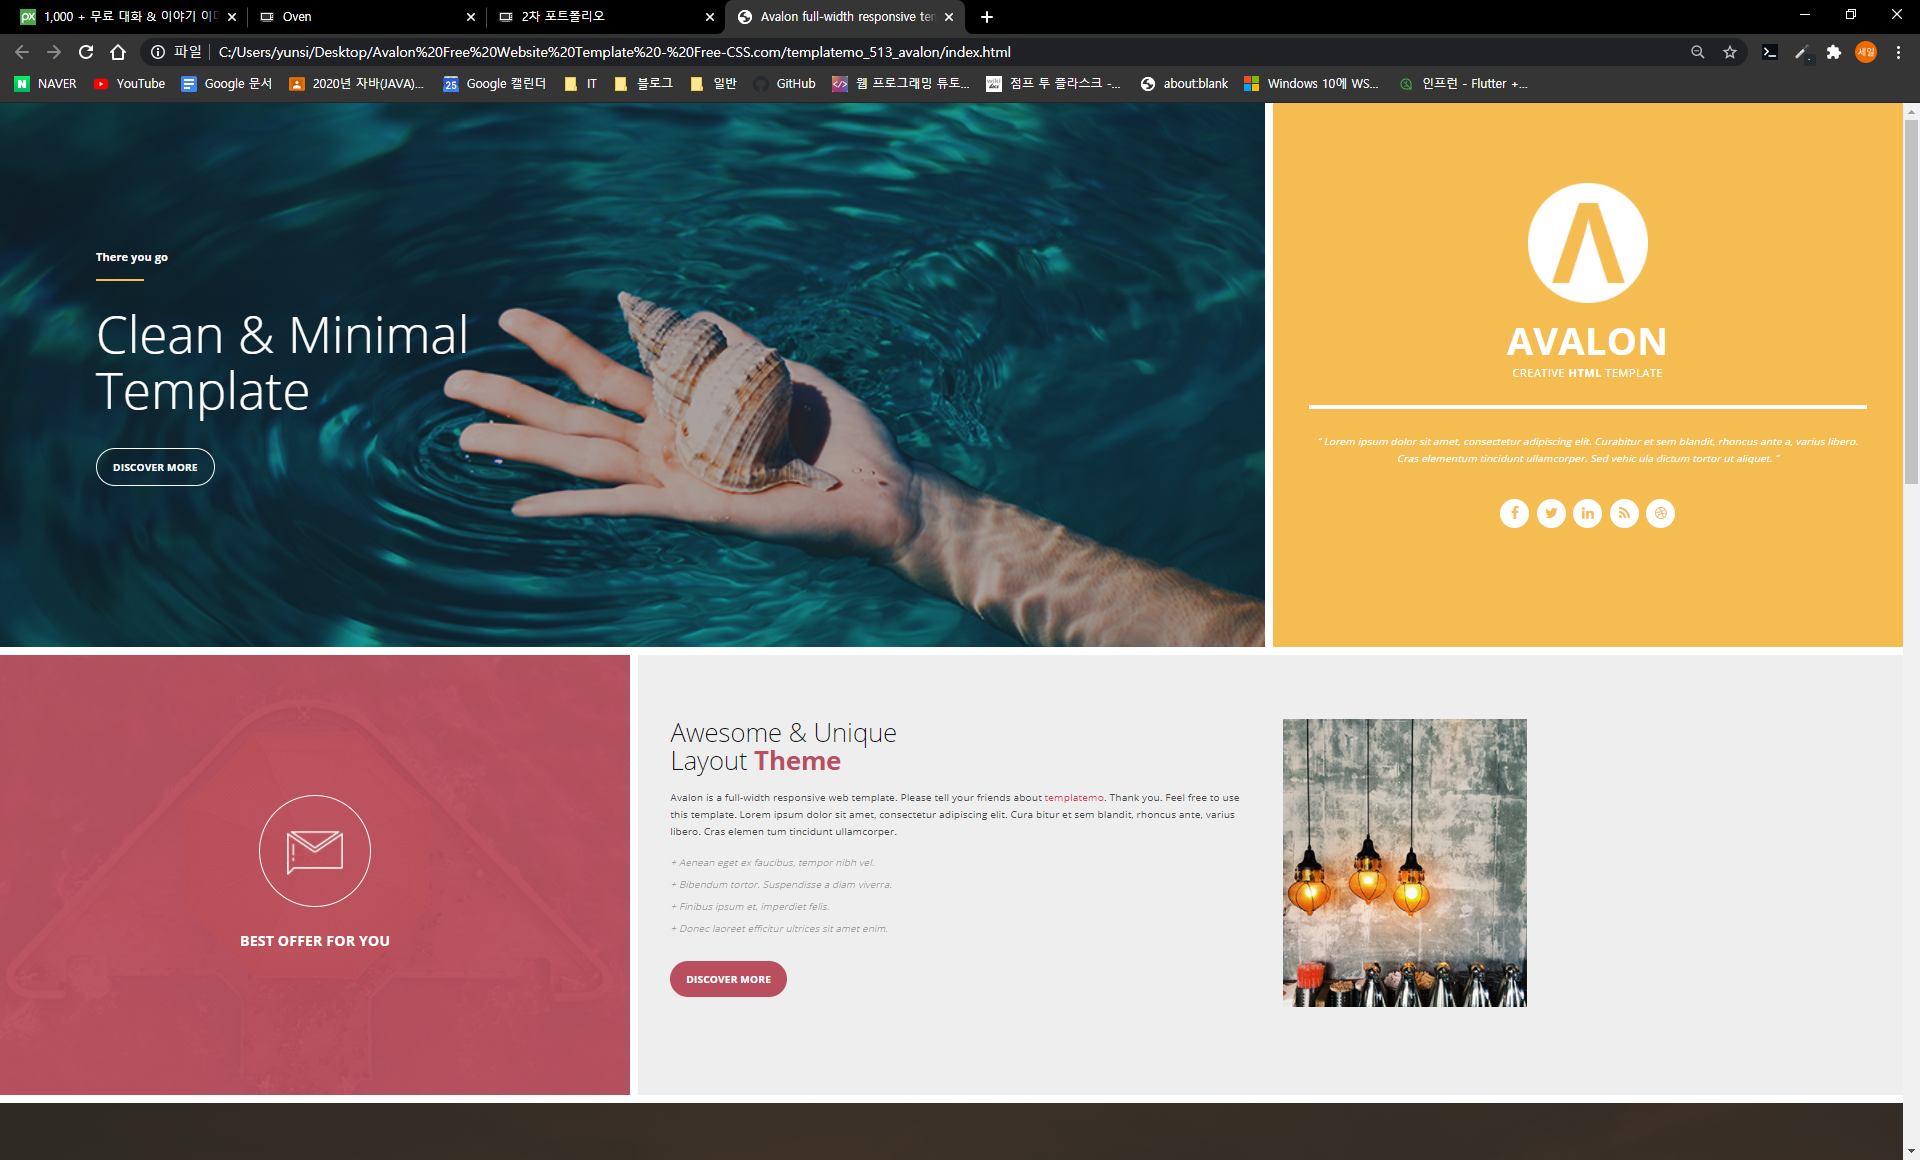 1,000 + 무료 대화 & 이야기
Oven
2차 포트폴리오
Avalon full-width responsive ten
파일
C:/Users/yunsi/Desktop/Avalon%20Free%20Website%20Template%20-%20Free-CSS.com/templatemo_513_avalon/index.html
세일
NAVER
YouTube
Google 문서
2020년 자바(JAVA)...
25
Google 캘린더
IT
블로그
일반
GitHub
웹 프로그래밍 튜토...
점프 투 플라스크 -...
about:blank
Windows 10에 WS...
인프런 - Flutter +...
There you go
Clean & Minimal
Template
DISCOVER MORE
AVALON
CREATIVE HTML TEMPLATE
" Lorem ipsum dolor sit amet, consectetur adipiscing elit. Curabitur et sem blandit, rhoncus ante a, varius libero.
Cras elementum tincidunt ullamcorper. Sed vehic ula dictum tortor ut aliquet. "
BEST OFFER FOR YOU
Awesome & Unique
Layout Theme
Avalon is a full-width responsive web template. Please tell your friends about templatemo. Thank you. Feel free to use
this template. Lorem ipsum dolor sit amet, consectetur adipiscing elit. Cura bitur et sem blandit, rhoncus ante, varius
libero. Cras elemen tum tincidunt ullamcorper.
+ Aenean eget ex faucibus, tempor nibh vel.
+ Bibendum tortor. Suspendisse a diam viverra.
+ Finibus ipsum et, imperdiet felis.
+ Donec laoreet efficitur ultrices sit amet enim.
DISCOVER MORE